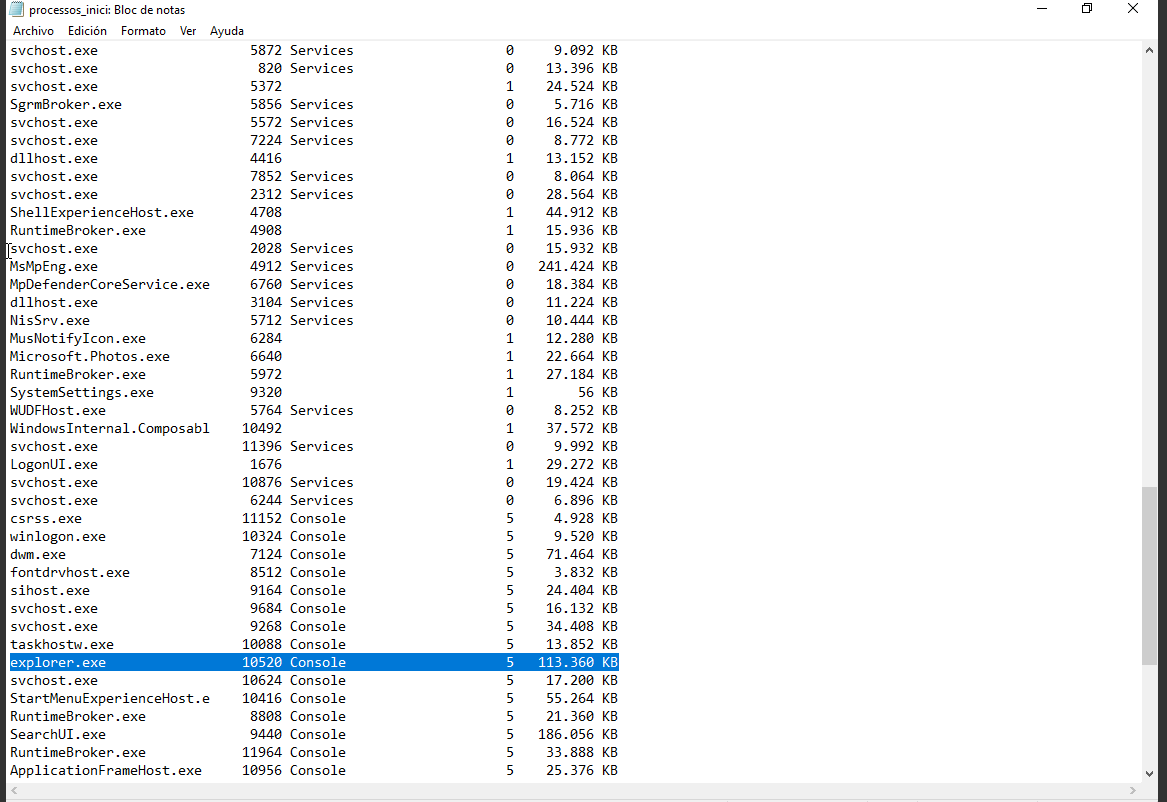 processos_inici: Bloc de notas
Archivo Edición Formato Ver Ayuda
svchost.exe 5872 Services 0 9.092 KB
svchost.exe 820 Services 0 13.396 KB
svchost.exe 5372 1 24.524 KB
SgrmBroker.exe 5856 Services 0 5.716 KB
svchost.exe 5572 Services 0 16.524 KB
svchost.exe 7224 Services 0 8.772 KB
dllhost.exe 4416 1 13.152 KB
svchost.exe 7852 Services 0 8.064 KB
svchost.exe 2312 Services 0 28.564 KB
ShellExperienceHost.exe 4708 1 44.912 KB
RuntimeBroker.exe 4908 1 15.936 KB
svchost.exe 2028 Services 0 15.932 KB
MsMpEng.exe 4912 Services 0 241.424 KB
MpDefenderCoreService.exe 6760 Services 0 18.384 KB
dllhost.exe 3104 Services 0 11.224 KB
NisSrv.exe 5712 Services 0 10.444 KB
MusNotifyIcon.exe 6284 1 12.280 KB
Microsoft.Photos.exe 6640 1 22.664 KB
RuntimeBroker.exe 5972 1 27.184 KB
SystemSettings.exe 9320 1 56 KB
WUDFHost.exe 5764 Services 0 8.252 KB
WindowsInternal.Composabl 10492 1 37.572 KB
svchost.exe 11396 Services 0 9.992 KB
LogonUI.exe 1676 1 29.272 KB
svchost.exe 10876 Services 0 19.424 KB
svchost.exe 6244 Services 0 6.896 KB
csrss.exe 11152 Console 5 4.928 KB
winlogon.exe 10324 Console 5 9.520 KB
dwm.exe 7124 Console 5 71.464 KB
fontdrvhost.exe 8512 Console 5 3.832 KB
sihost.exe 9164 Console 5 24.404 KB
svchost.exe 9684 Console 5 16.132 KB
svchost.exe 9268 Console 5 34.408 KB
taskhostw.exe 10088 Console 5 13.852 KB
explorer.exe 10520 Console 5 113.360 KB
svchost.exe 10624 Console 5 17.200 KB
StartMenuExperienceHost.e 10416 Console 5 55.264 KB
RuntimeBroker.exe 8808 Console 5 21.360 KB
SearchUI.exe 9440 Console 5 186.056 KB
RuntimeBroker.exe 11964 Console 5 33.888 KB
ApplicationFrameHost.exe 10956 Console 5 25.376 KB